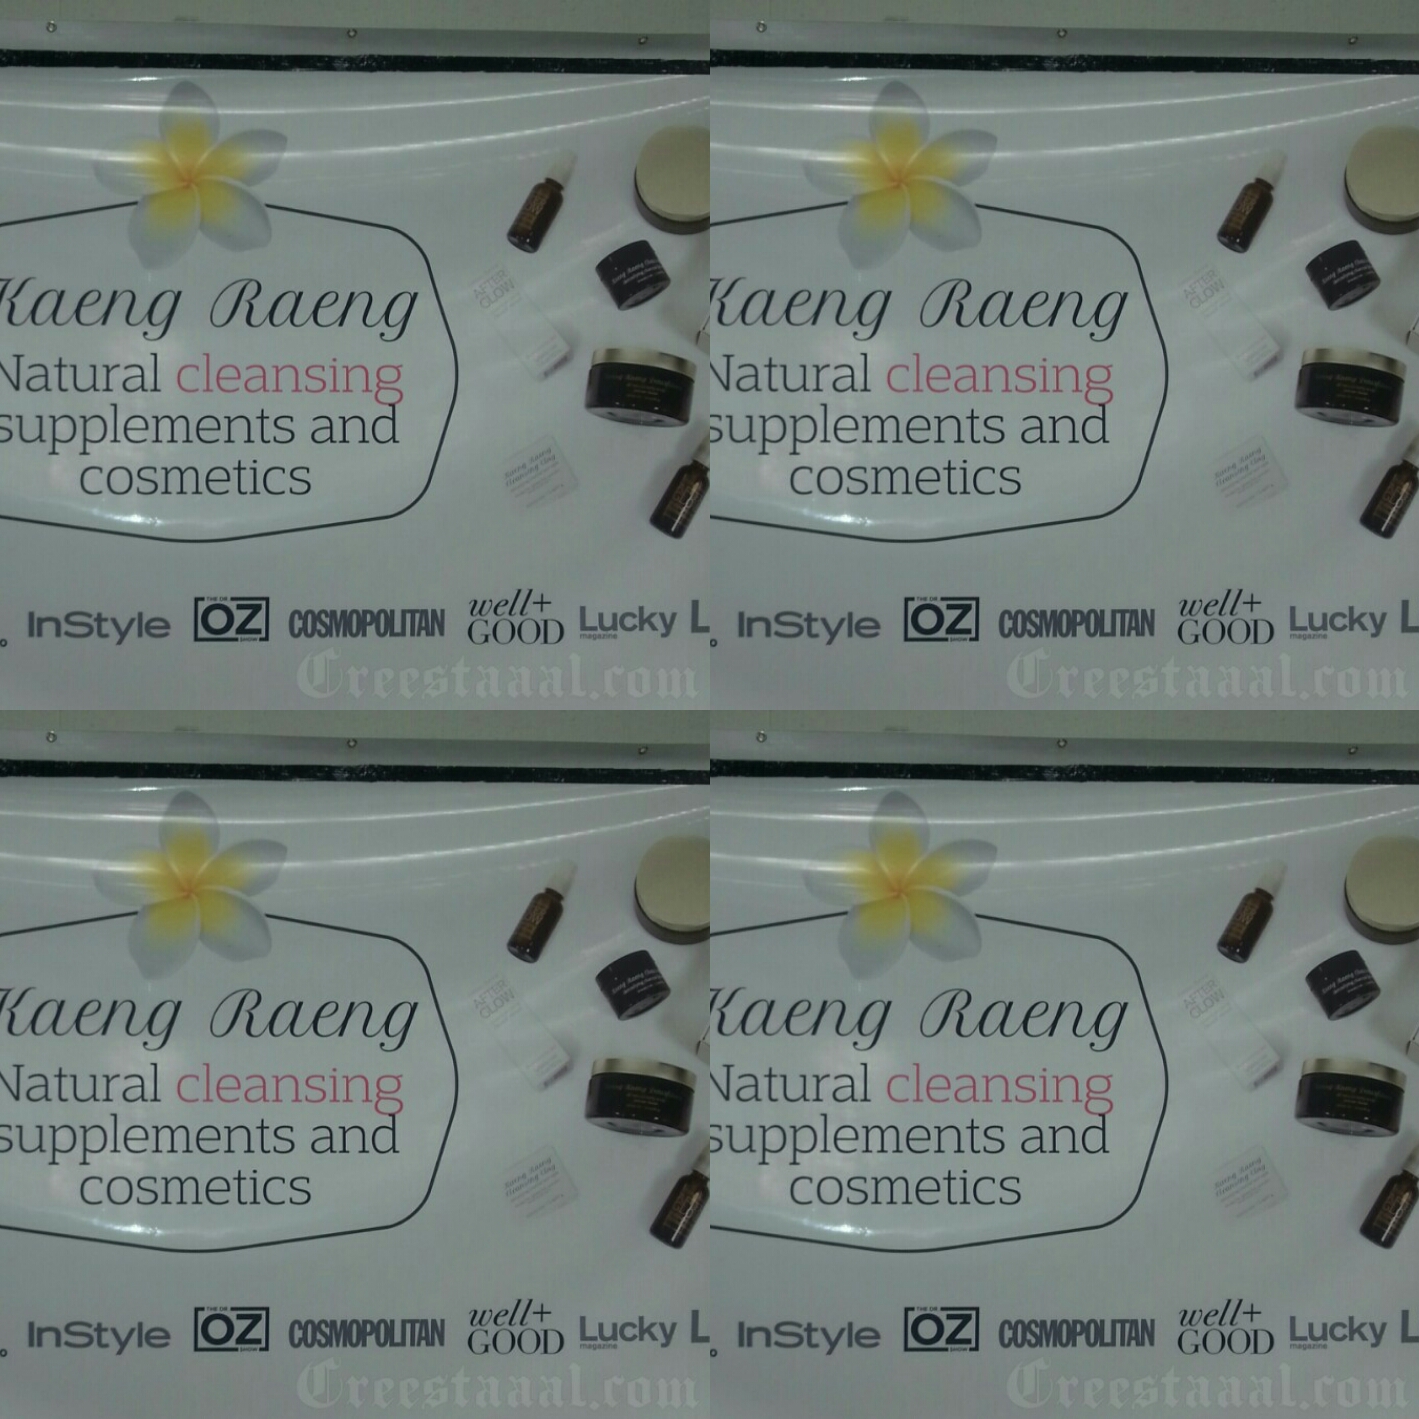 Kaeng Raeng
Natural cleansing
supplements and
cosmetics
AFTER
GLOW
InStyle THE DR. OZ SHOW COSMOPOLITAN well+ GOOD Lucky magazine L
Creestaaal.com
Kaeng Raeng
Natural cleansing
supplements and
cosmetics
AFTER
GLOW
InStyle THE DR. OZ SHOW COSMOPOLITAN well+ GOOD Lucky magazine L
Creestaaal.com
Kaeng Raeng
Natural cleansing
supplements and
cosmetics
AFTER
GLOW
InStyle THE DR. OZ SHOW COSMOPOLITAN well+ GOOD Lucky magazine L
Creestaaal.com
Kaeng Raeng
Natural cleansing
supplements and
cosmetics
AFTER
GLOW
InStyle THE DR. OZ SHOW COSMOPOLITAN well+ GOOD Lucky magazine L
Creestaaal.com